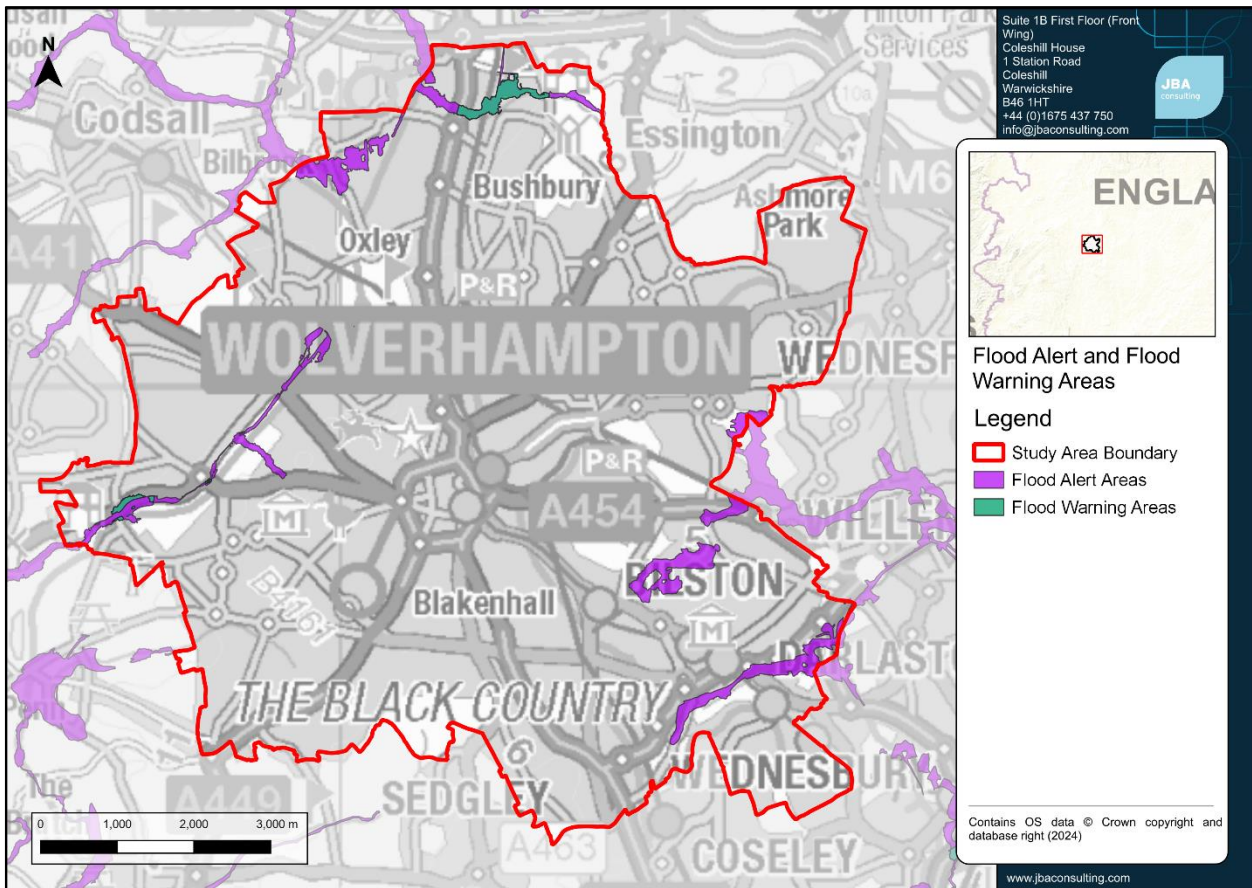 N
Codsall
Services
Essington
10a
Bushbury
M6
Ashmore
Park
A41
Oxley
P&R
WOLVERHAMPTON
P&R
Blakenhall
BILSTON
M
M
B4161
THE BLACK COUNTRY
6
SEDGLEY
A449
A463
COSELEY
0 1,000 2,000 3,000 m
Suite 1B First Floor (Front
Wing)
Coleshill House
1 Station Road
Coleshill
Warwickshire
B46 1HT
+44 (0)1675 437 750
info@jbaconsulting.com
JBA
consulting
ENGLA
Flood Alert and Flood
Warning Areas
Legend
Study Area Boundary
Flood Alert Areas
Flood Warning Areas
Contains OS data © Crown copyright and
database right (2024)
www.jbaconsulting.com